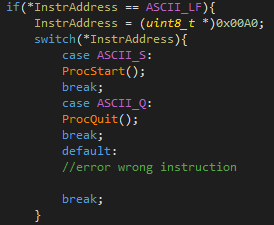 if(*InstrAddress == ASCII_LF){
InstrAddress = (uint8_t *)0x00A0;
switch(*InstrAddress){
case ASCII_S:
ProcStart();
break;
case ASCII_Q:
ProcQuit();
break;
default:
//error wrong instruction
break;
}